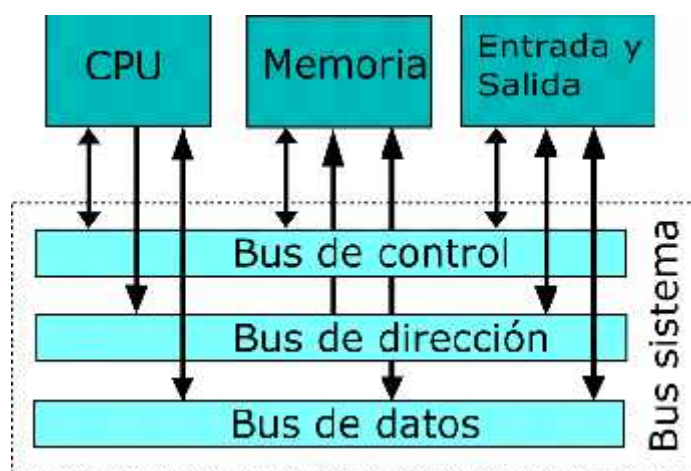 CPU
Memoria
Entrada y
Salida
Bus de control
Bus de dirección
Bus de datos
Bus sistema